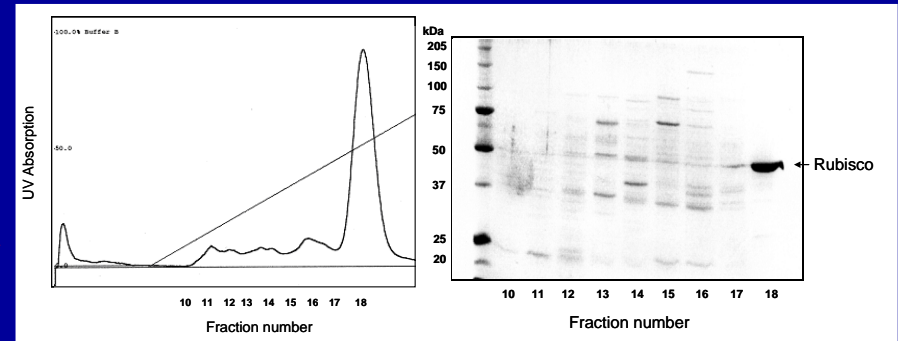 100.0% Buffer B
50.0
0.0
UV Absorption
10 11 12 13 14 15 16 17 18
Fraction number
kDa
205
150
100
75
50
37
25
20
Rubisco
10 11 12 13 14 15 16 17 18
Fraction number